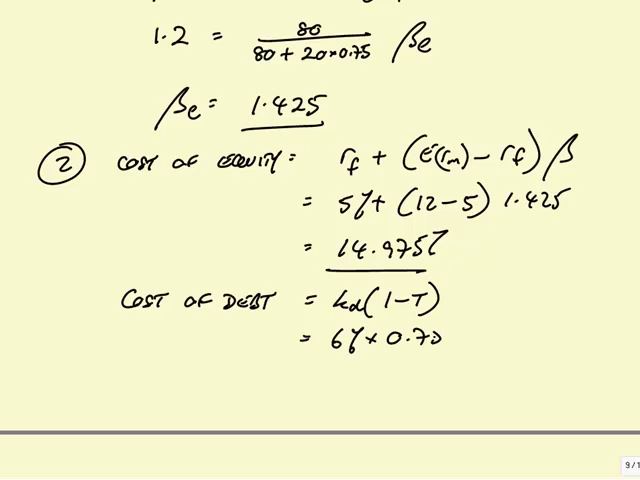 1.2 = 80 / (80 + 20×0.75) βe
βe = 1.425
② COST OF EQUITY = rf + (E(rm) - rf) β
= 5% + (12 - 5) 1.425
= 14.975%
COST OF DEBT = kd(1-T)
= 6% × 0.70
9/1